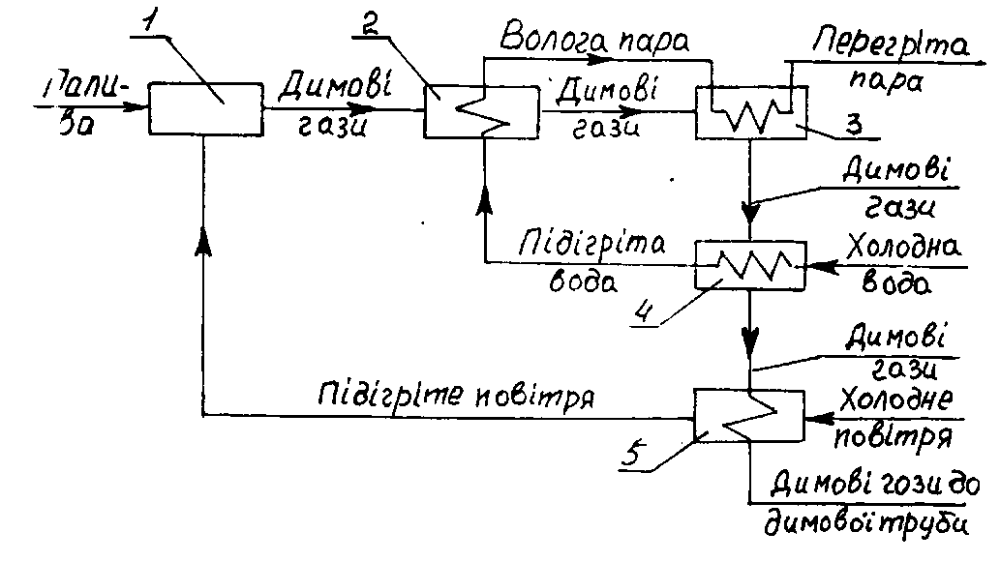 1
2
Волога пара
Перегріта
пара
Пали-
ва
Димові
гази
Димові
гази
3
Димові
гази
Підігріта
вода
Холодна
вода
4
Димові
гази
Підігріте повітря
Холодне
повітря
5
Димові гози до
димової труби